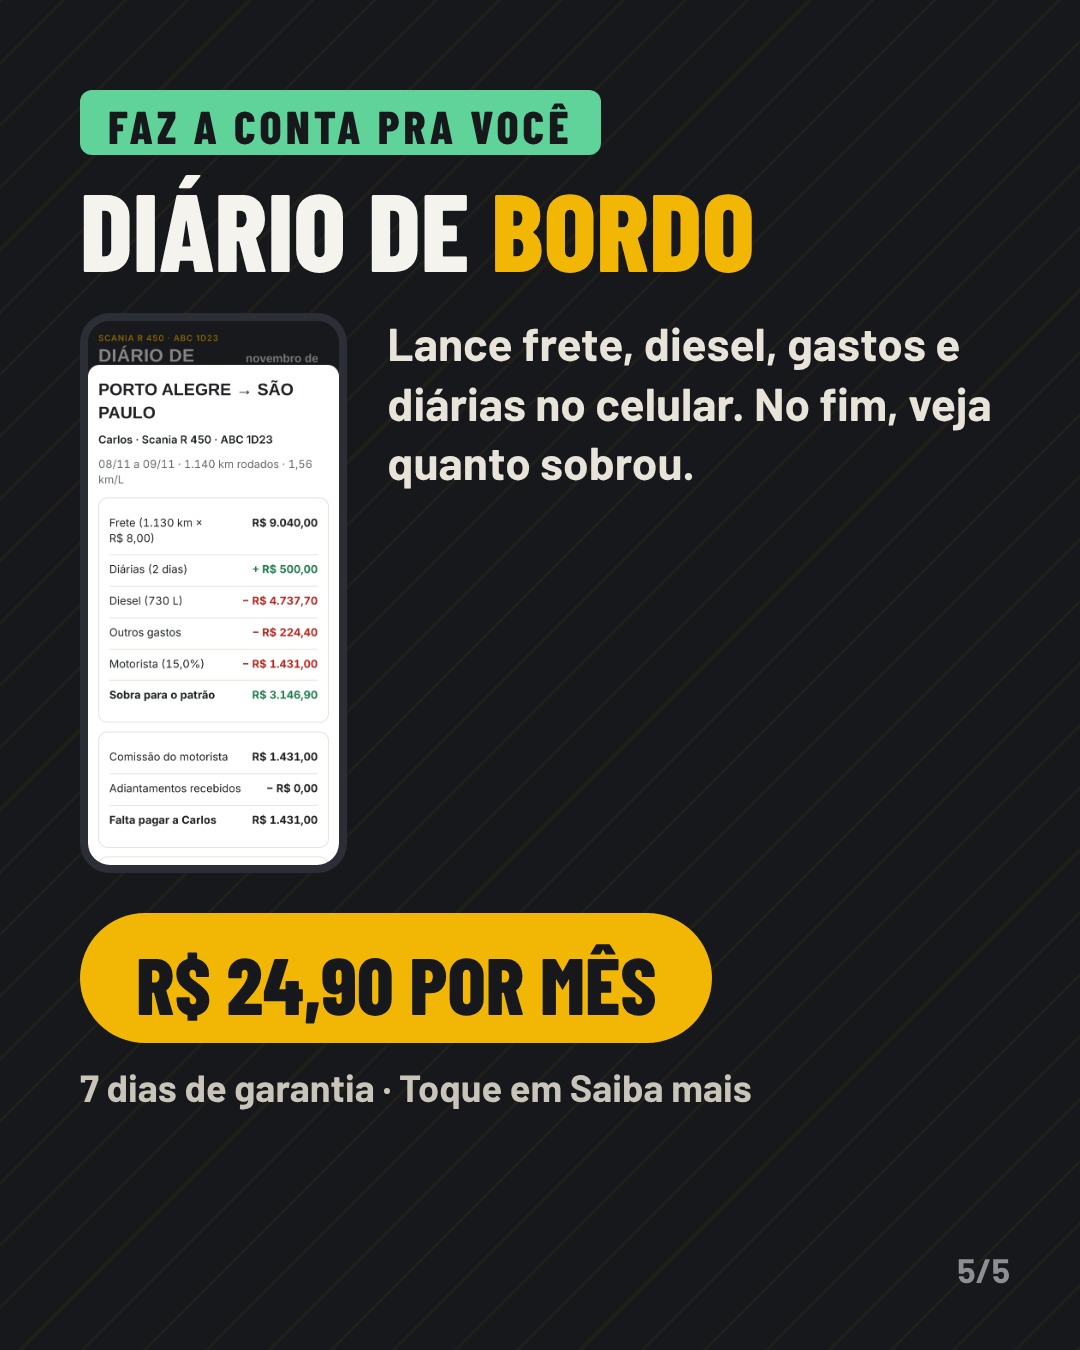 FAZ A CONTA PRA VOCÊ
DIÁRIO DE BORDO
SCANIA R 450 · ABC 1D23
DIÁRIO DE novembro de
PORTO ALEGRE → SÃO
PAULO
Carlos · Scania R 450 · ABC 1D23
08/11 a 09/11 · 1.140 km rodados · 1,56
km/L
Frete (1.130 km × R$ 9.040,00
R$ 8,00)
Diárias (2 dias) + R$ 500,00
Diesel (730 L) − R$ 4.737,70
Outros gastos − R$ 224,40
Motorista (15,0%) − R$ 1.431,00
Sobra para o patrão R$ 3.146,90
Comissão do motorista R$ 1.431,00
Adiantamentos recebidos − R$ 0,00
Falta pagar a Carlos R$ 1.431,00
Lance frete, diesel, gastos e
diárias no celular. No fim, veja
quanto sobrou.
R$ 24,90 POR MÊS
7 dias de garantia · Toque em Saiba mais
5/5